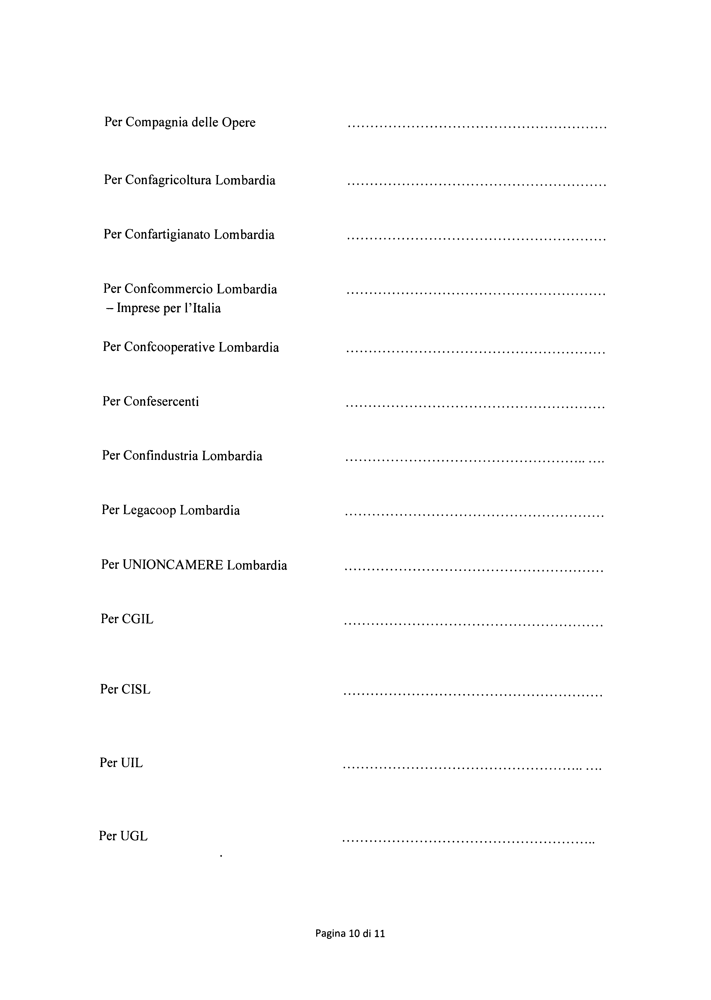 Per Compagnia delle Opere ..........................................................
Per Confagricoltura Lombardia ..........................................................
Per Confartigianato Lombardia ..........................................................
Per Confcommercio Lombardia ..........................................................
– Imprese per l’Italia
Per Confcooperative Lombardia ..........................................................
Per Confesercenti ..........................................................
Per Confindustria Lombardia ..................................................... ....
Per Legacoop Lombardia ..........................................................
Per UNIONCAMERE Lombardia ..........................................................
Per CGIL ..........................................................
Per CISL ..........................................................
Per UIL ..................................................... ....
Per UGL ........................................................
Pagina 10 di 11